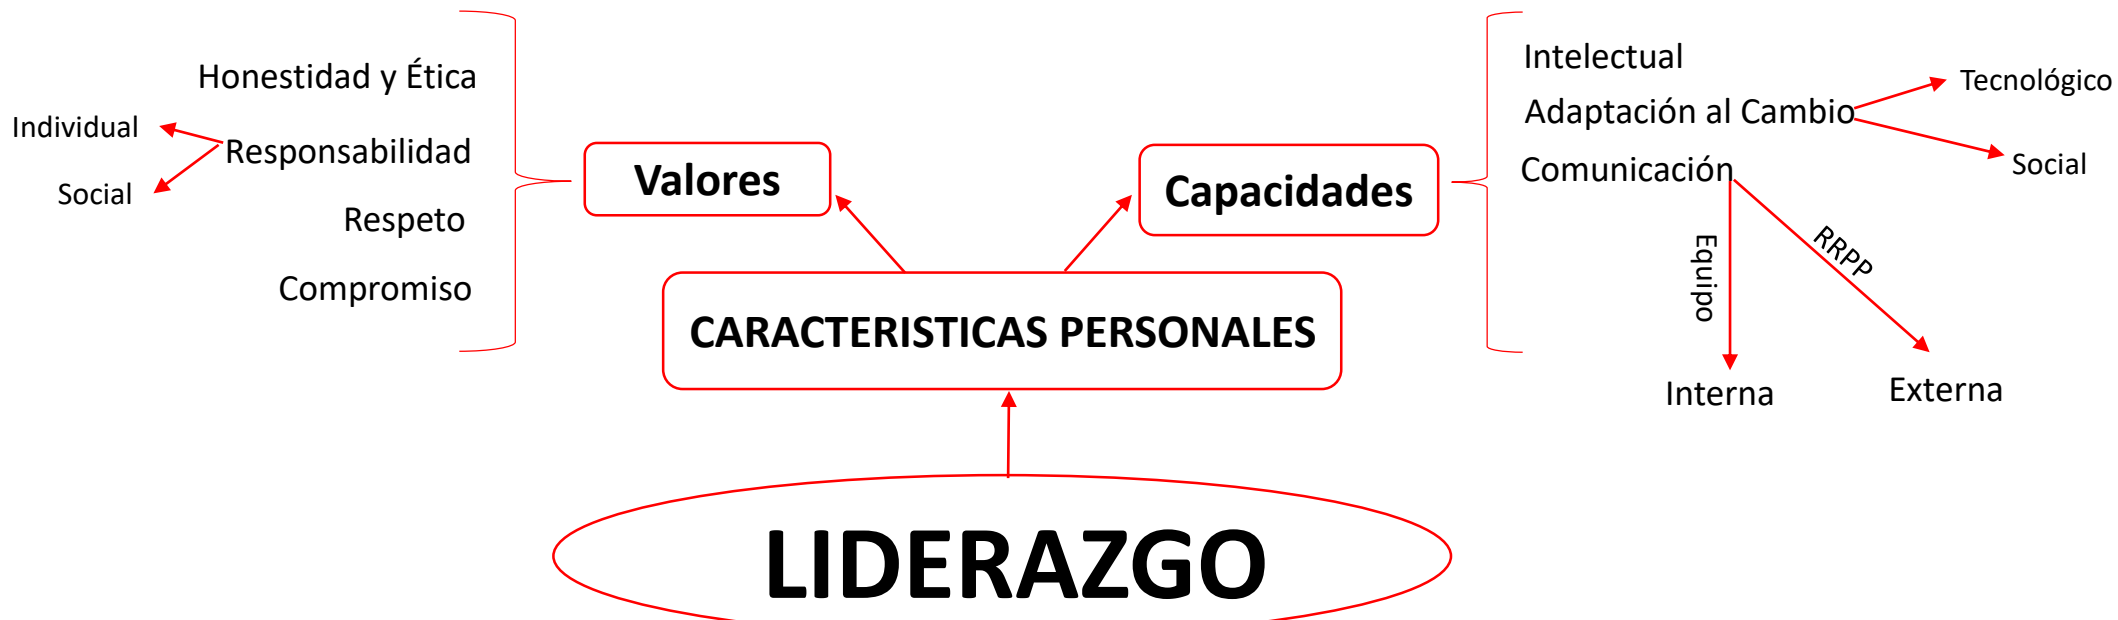 Honestidad y Ética
Individual
Responsabilidad
Social
Respeto
Compromiso
Valores
Capacidades
Intelectual
Adaptación al Cambio
Tecnológico
Social
Comunicación
Equipo
RRPP
Interna
Externa
CARACTERISTICAS PERSONALES
LIDERAZGO